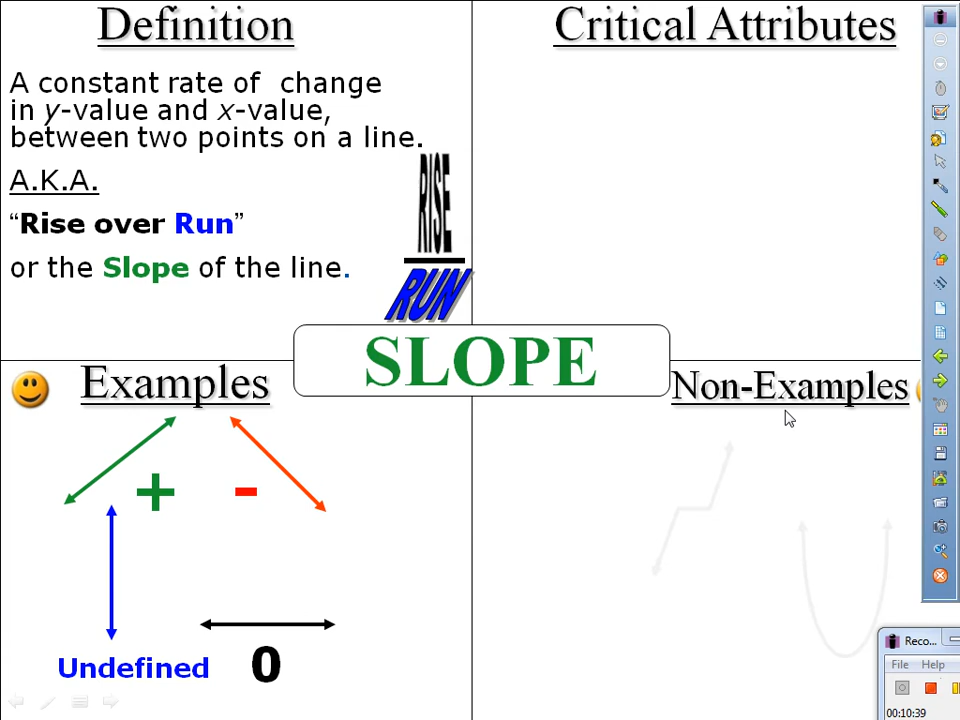 Definition
A constant rate of change
in y-value and x-value,
between two points on a line.
A.K.A.
“Rise over Run”
or the Slope of the line.
RISE
RUN
Critical Attributes
SLOPE
Examples
+ -
Undefined
0
Non-Examples
Reco...
File Help
00:10:39